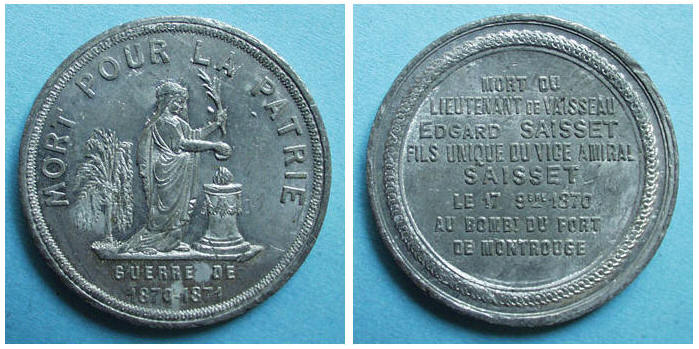 MORT POUR LA PATRIE
GUERRE DE
1870-1871
MORT DU
LIEUTENANT DE VAISSEAU
EDGARD SAISSET
FILS UNIQUE DU VICE AMIRAL
SAISSET
LE 17 9BRE 1870
AU BOMBT DU FORT
DE MONTROUGE